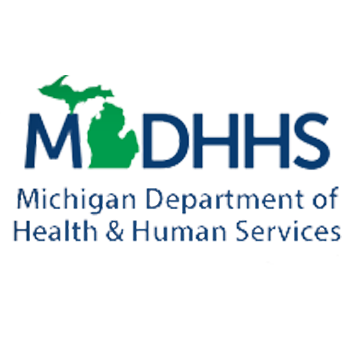 MDHHS
Michigan Department of
Health & Human Services